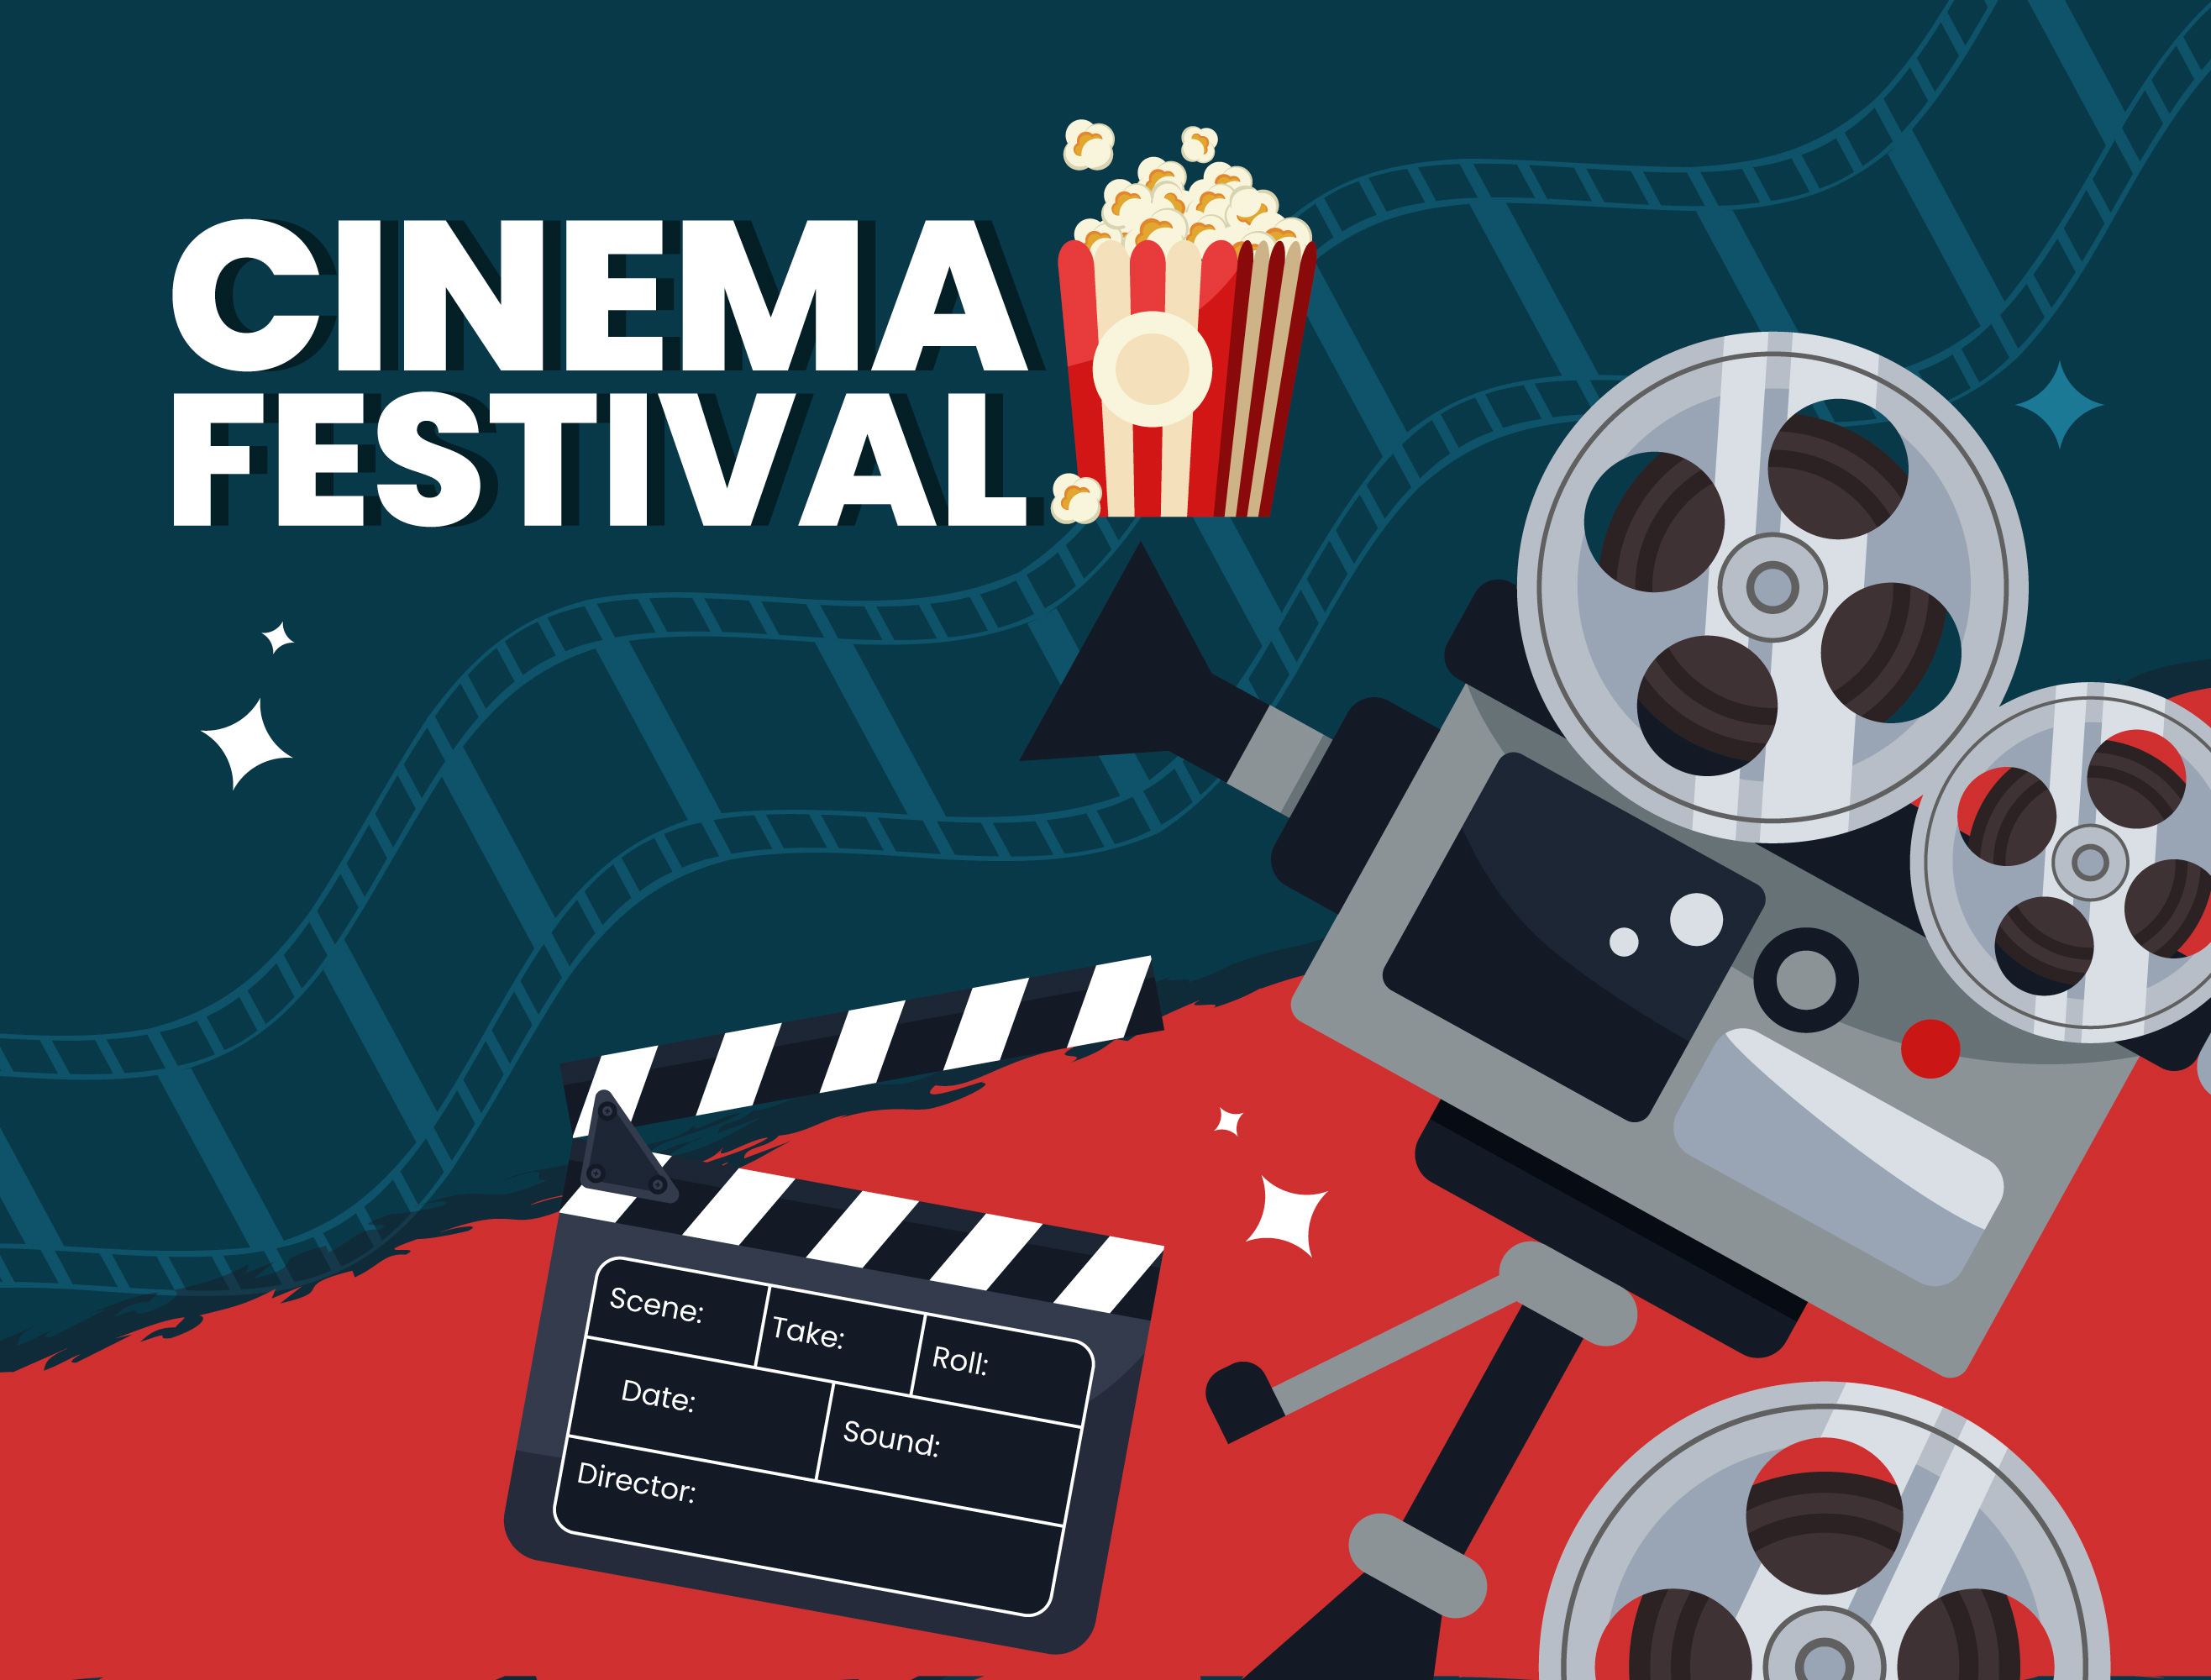 CINEMA
FESTIVAL
Scene: Take: Roll:
Date: Sound:
Director: